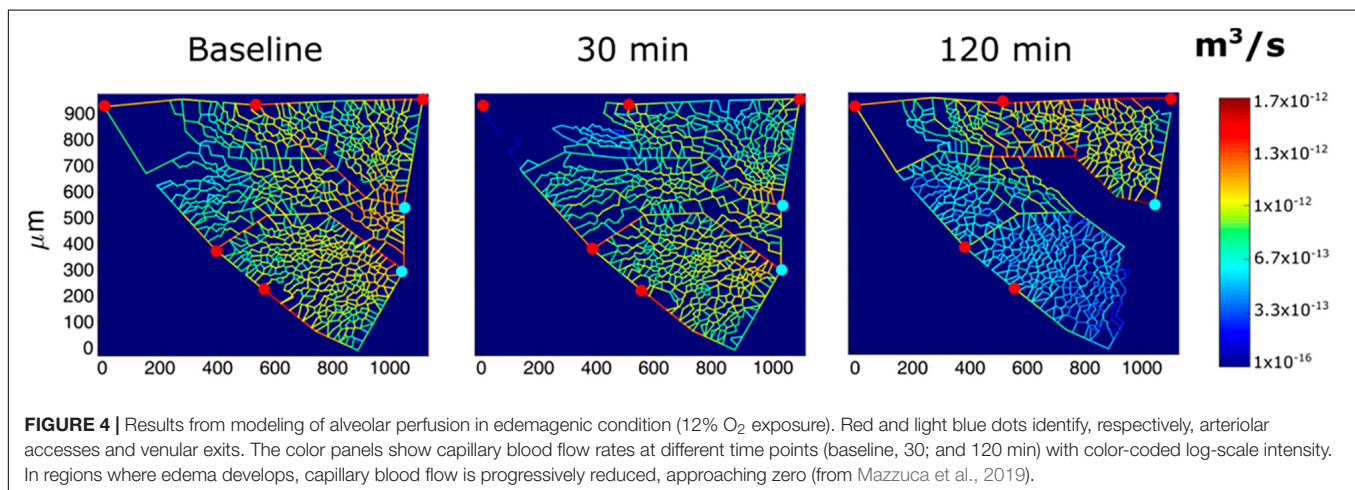 Baseline
30 min
120 min
m³/s
μm
900
800
700
600
500
400
300
200
100
0
0 200 400 600 800 1000
0 200 400 600 800 1000
0 200 400 600 800 1000
1.7x10⁻¹²
1.3x10⁻¹²
1x10⁻¹²
6.7x10⁻¹³
3.3x10⁻¹³
1x10⁻¹⁶
FIGURE 4 | Results from modeling of alveolar perfusion in edemagenic condition (12% O₂ exposure). Red and light blue dots identify, respectively, arteriolar
accesses and venular exits. The color panels show capillary blood flow rates at different time points (baseline, 30; and 120 min) with color-coded log-scale intensity.
In regions where edema develops, capillary blood flow is progressively reduced, approaching zero (from Mazzuca et al., 2019).